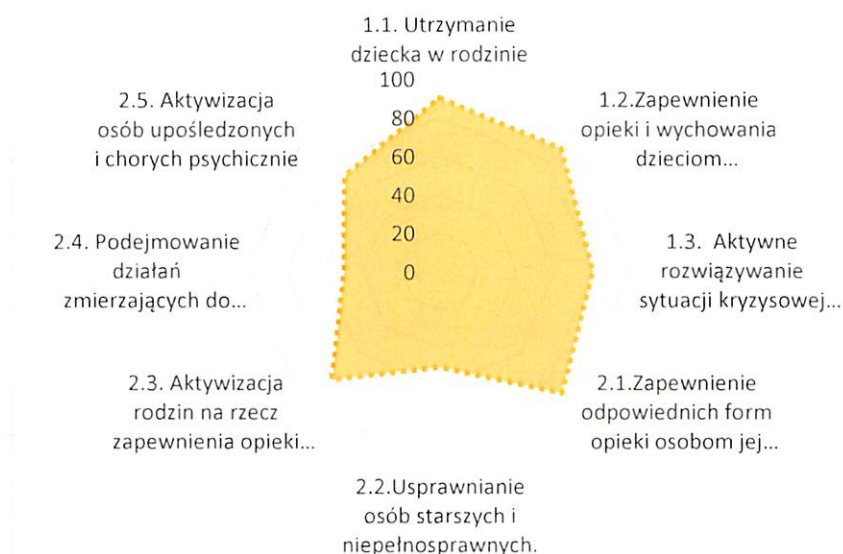 1.1. Utrzymanie
dziecka w rodzinie
100
80
60
40
20
0
1.2.Zapewnienie
opieki i wychowania
dzieciom...
1.3. Aktywne
rozwiązywanie
sytuacji kryzysowej...
2.1.Zapewnienie
odpowiednich form
opieki osobom jej...
2.2.Usprawnianie
osób starszych i
niepełnosprawnych.
2.3. Aktywizacja
rodzin na rzecz
zapewnienia opieki...
2.4. Podejmowanie
działań
zmierzających do...
2.5. Aktywizacja
osób upośledzonych
i chorych psychicznie